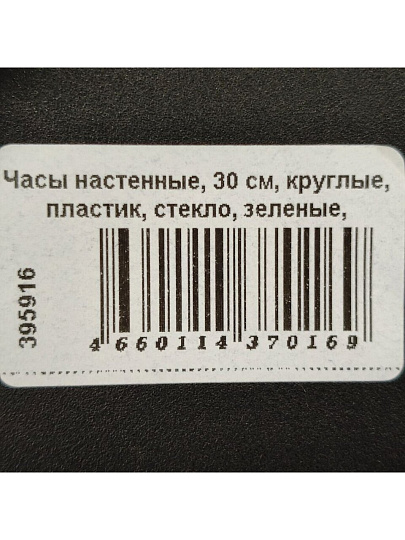 Часы настенные, 30 см, круглые,
пластик, стекло, зеленые,
395916
4 660114 370169